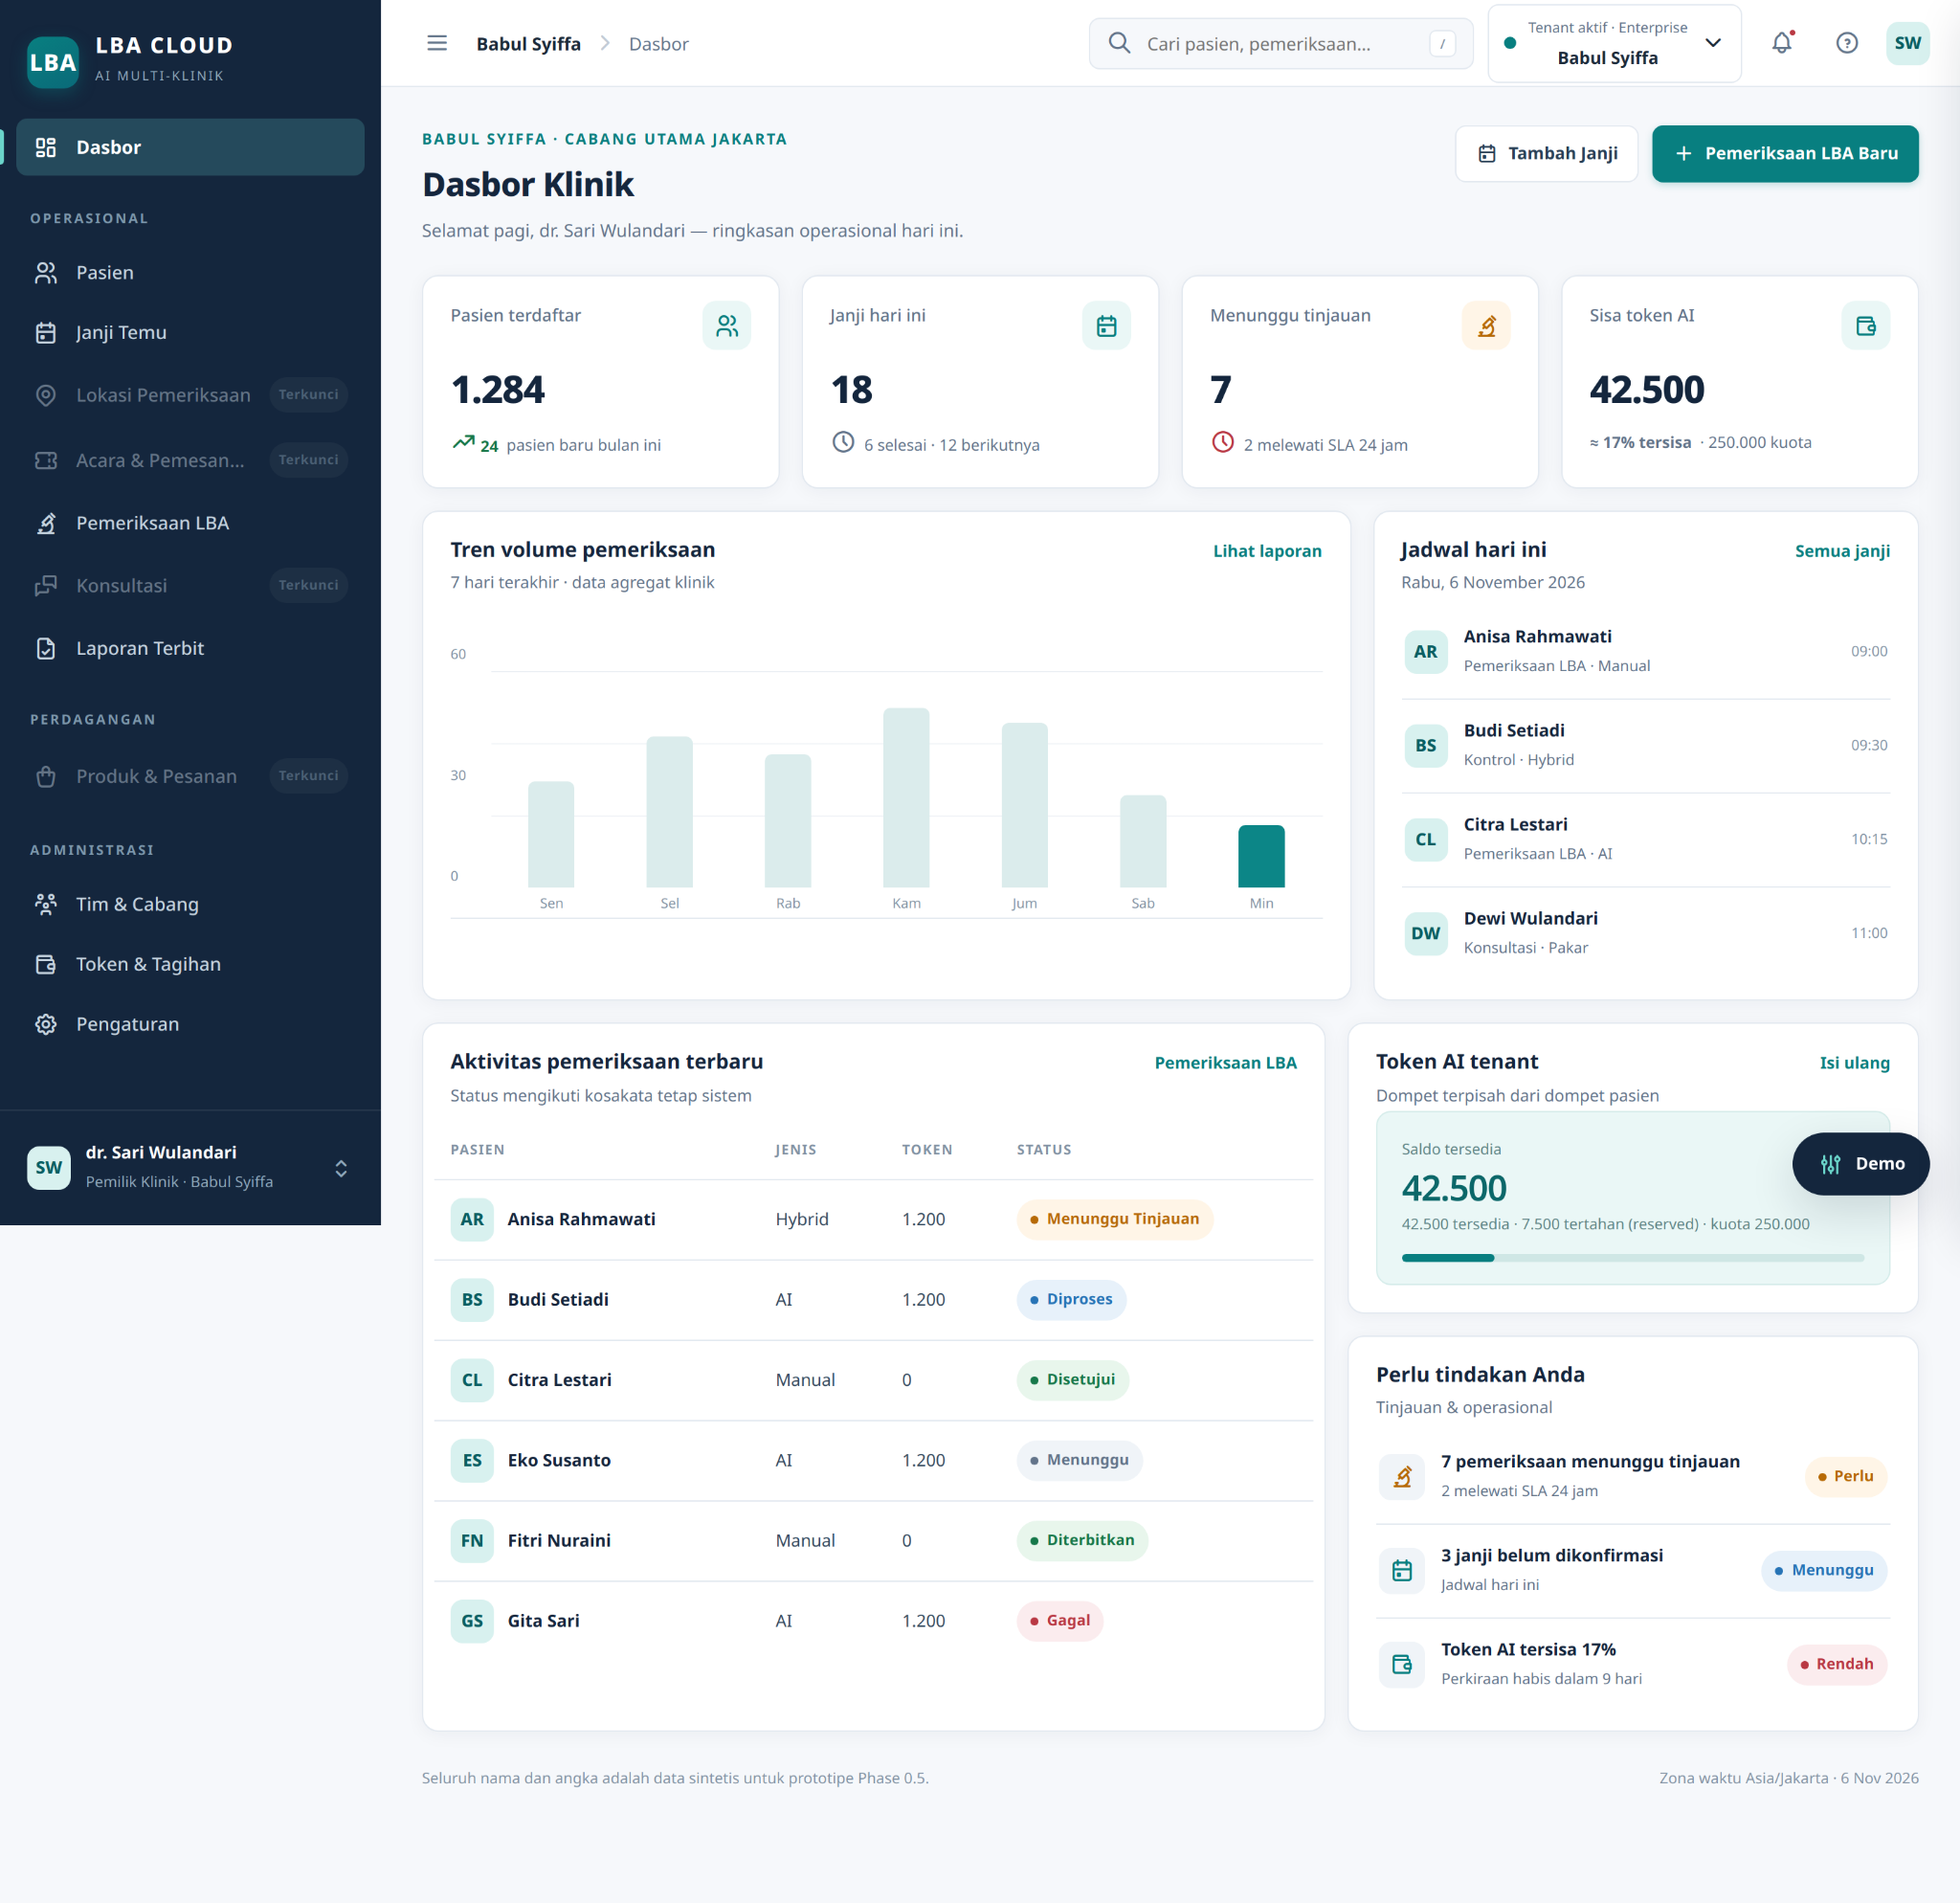 LBA
LBA CLOUD
AI MULTI-KLINIK
Dasbor
OPERASIONAL
Pasien
Janji Temu
Lokasi Pemeriksaan
Terkunci
Acara & Pemesan...
Terkunci
Pemeriksaan LBA
Konsultasi
Terkunci
Laporan Terbit
PERDAGANGAN
Produk & Pesanan
Terkunci
ADMINISTRASI
Tim & Cabang
Token & Tagihan
Pengaturan
SW
dr. Sari Wulandari
Pemilik Klinik · Babul Syiffa
Babul Syiffa
Dasbor
Cari pasien, pemeriksaan...
/
Tenant aktif · Enterprise
Babul Syiffa
SW
BABUL SYIFFA · CABANG UTAMA JAKARTA
Dasbor Klinik
Selamat pagi, dr. Sari Wulandari — ringkasan operasional hari ini.
Tambah Janji
Pemeriksaan LBA Baru
Pasien terdaftar
1.284
24 pasien baru bulan ini
Janji hari ini
18
6 selesai · 12 berikutnya
Menunggu tinjauan
7
2 melewati SLA 24 jam
Sisa token AI
42.500
≈ 17% tersisa · 250.000 kuota
Tren volume pemeriksaan
Lihat laporan
7 hari terakhir · data agregat klinik
60
30
0
Sen
Sel
Rab
Kam
Jum
Sab
Min
Jadwal hari ini
Semua janji
Rabu, 6 November 2026
AR
Anisa Rahmawati
Pemeriksaan LBA · Manual
09:00
BS
Budi Setiadi
Kontrol · Hybrid
09:30
CL
Citra Lestari
Pemeriksaan LBA · AI
10:15
DW
Dewi Wulandari
Konsultasi · Pakar
11:00
Aktivitas pemeriksaan terbaru
Pemeriksaan LBA
Status mengikuti kosakata tetap sistem
PASIEN JENIS TOKEN STATUS
AR Anisa Rahmawati Hybrid 1.200 Menunggu Tinjauan
BS Budi Setiadi AI 1.200 Diproses
CL Citra Lestari Manual 0 Disetujui
ES Eko Susanto AI 1.200 Menunggu
FN Fitri Nuraini Manual 0 Diterbitkan
GS Gita Sari AI 1.200 Gagal
Token AI tenant
Isi ulang
Dompet terpisah dari dompet pasien
Saldo tersedia
42.500
42.500 tersedia · 7.500 tertahan (reserved) · kuota 250.000
Demo
Perlu tindakan Anda
Tinjauan & operasional
7 pemeriksaan menunggu tinjauan
2 melewati SLA 24 jam
Perlu
3 janji belum dikonfirmasi
Jadwal hari ini
Menunggu
Token AI tersisa 17%
Perkiraan habis dalam 9 hari
Rendah
Seluruh nama dan angka adalah data sintetis untuk prototipe Phase 0.5.
Zona waktu Asia/Jakarta · 6 Nov 2026